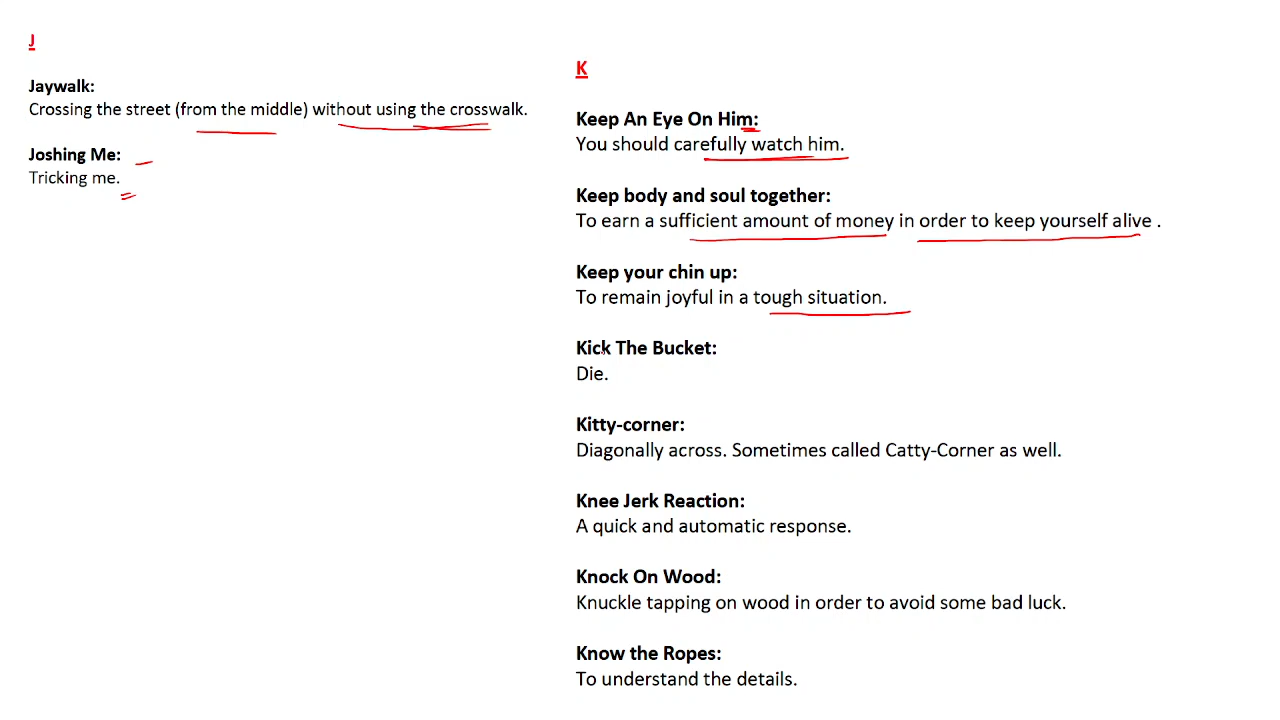 J
Jaywalk:
Crossing the street (from the middle) without using the crosswalk.
Joshing Me:
Tricking me.
K
Keep An Eye On Him:
You should carefully watch him.
Keep body and soul together:
To earn a sufficient amount of money in order to keep yourself alive .
Keep your chin up:
To remain joyful in a tough situation.
Kick The Bucket:
Die.
Kitty-corner:
Diagonally across. Sometimes called Catty-Corner as well.
Knee Jerk Reaction:
A quick and automatic response.
Knock On Wood:
Knuckle tapping on wood in order to avoid some bad luck.
Know the Ropes:
To understand the details.